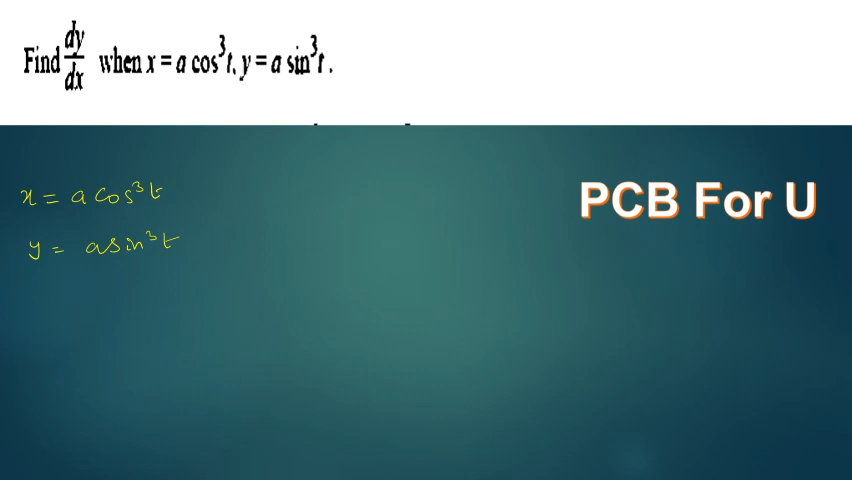 Find dy/dx when x = a cos³t, y = a sin³t .
x = a cos³t
PCB For U
y = a sin³t